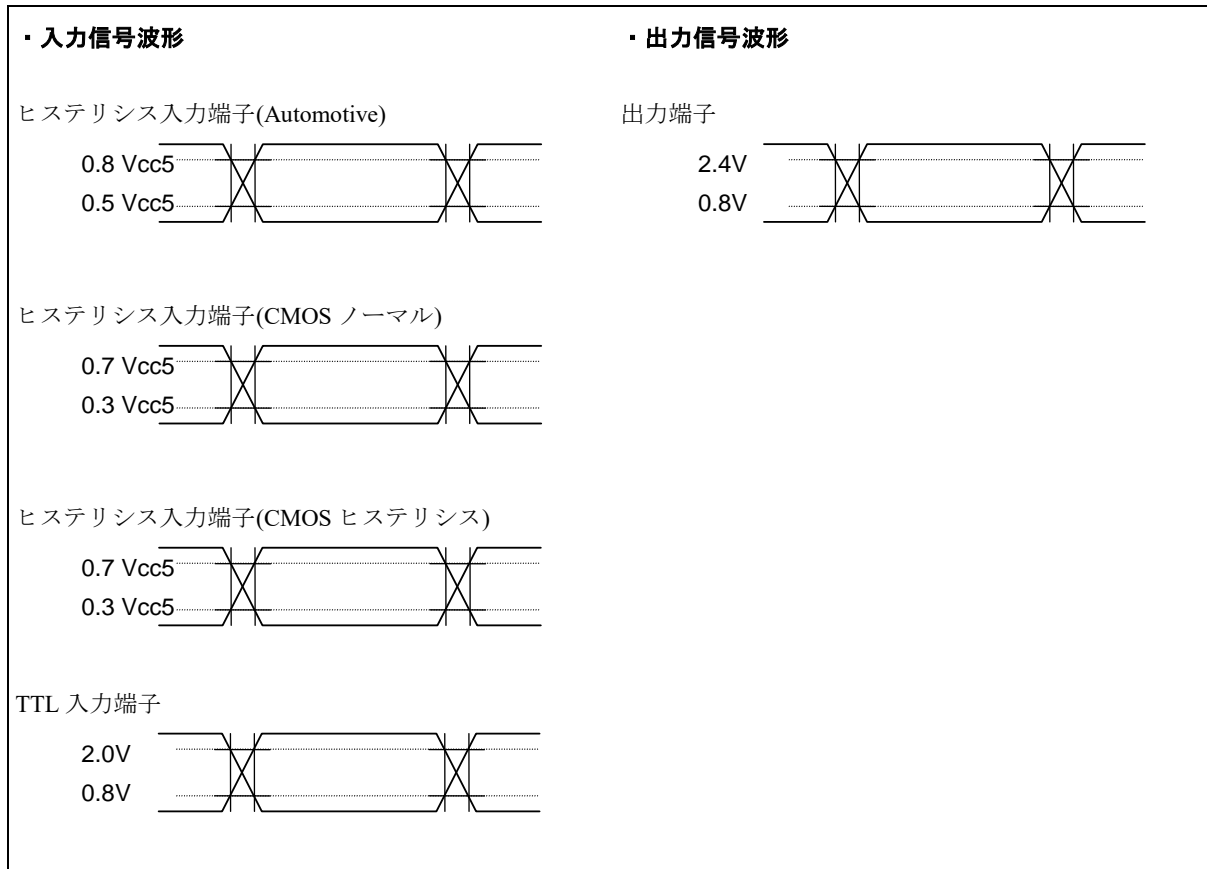 ・入力信号波形
ヒステリシス入力端子(Automotive)
0.8 Vcc5
0.5 Vcc5
ヒステリシス入力端子(CMOS ノーマル)
0.7 Vcc5
0.3 Vcc5
ヒステリシス入力端子(CMOS ヒステリシス)
0.7 Vcc5
0.3 Vcc5
TTL 入力端子
2.0V
0.8V
・出力信号波形
出力端子
2.4V
0.8V